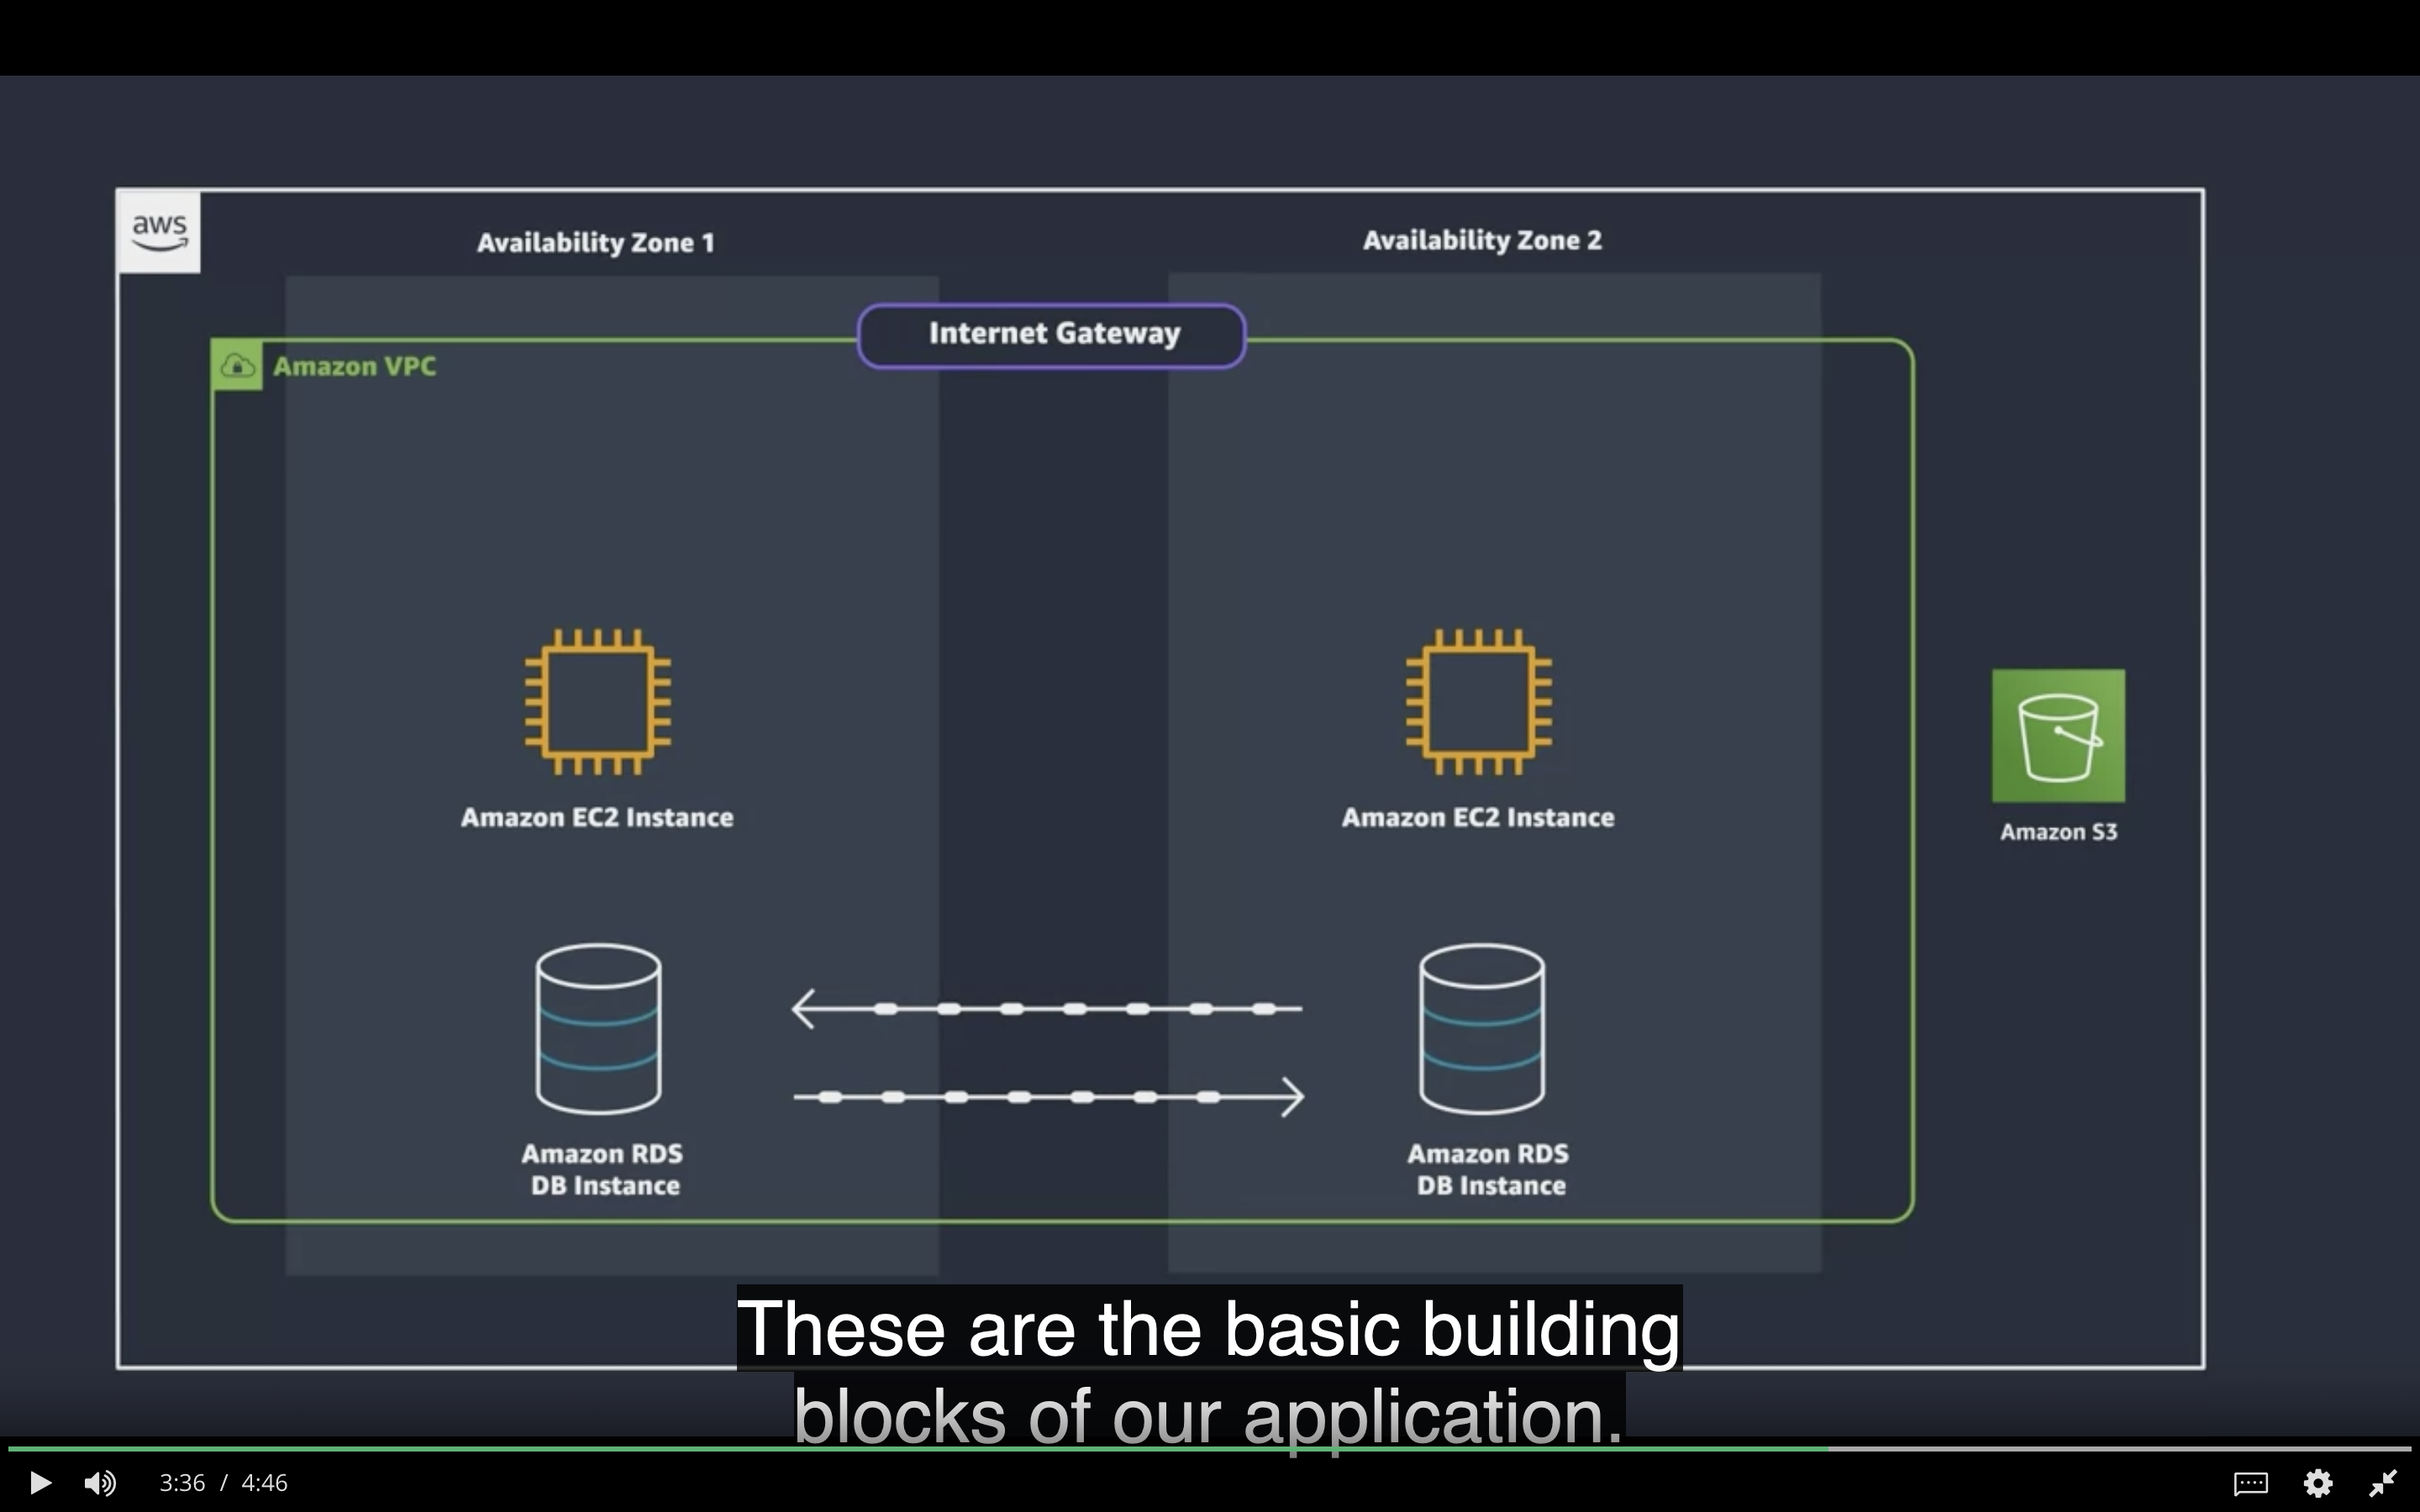 aws
Availability Zone 1
Availability Zone 2
Internet Gateway
Amazon VPC
Amazon EC2 Instance
Amazon EC2 Instance
Amazon S3
Amazon RDS
DB Instance
Amazon RDS
DB Instance
These are the basic building
blocks of our application.
3:36 / 4:46